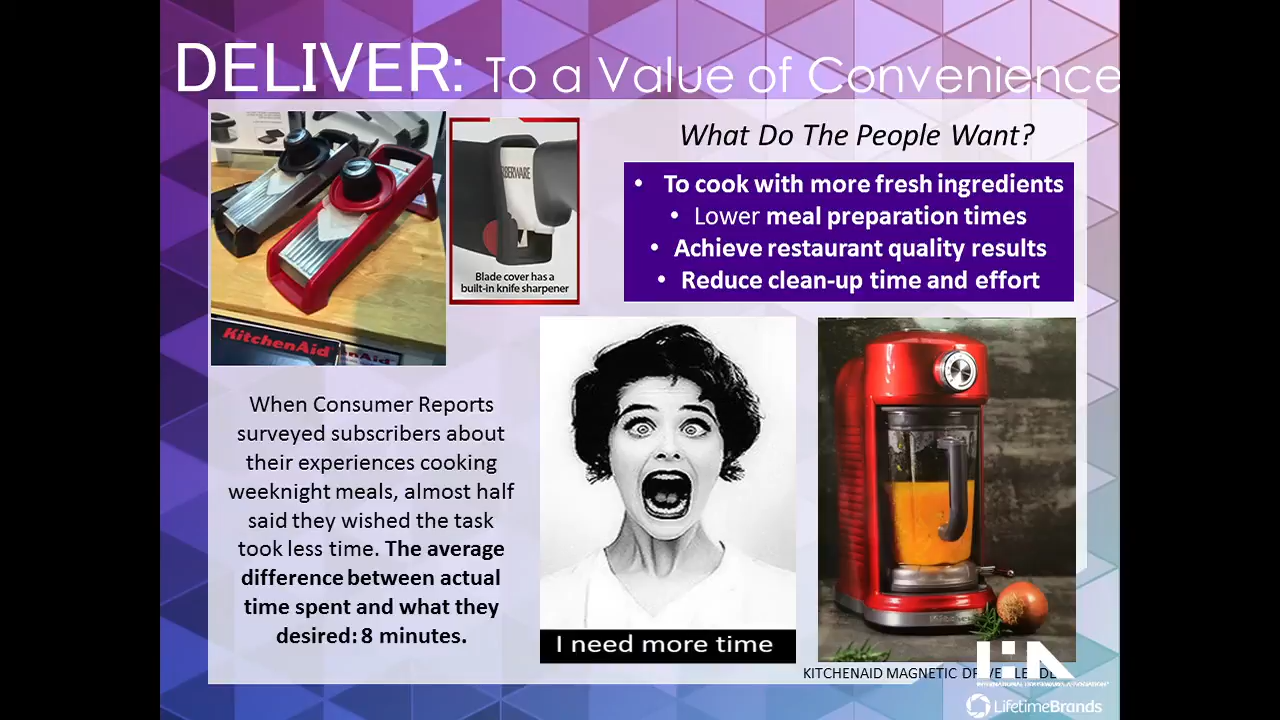 DELIVER: To a Value of Convenience
What Do The People Want?
• To cook with more fresh ingredients
• Lower meal preparation times
• Achieve restaurant quality results
• Reduce clean-up time and effort
Blade cover has a
built-in knife sharpener
KitchenAid
When Consumer Reports
surveyed subscribers about
their experiences cooking
weeknight meals, almost half
said they wished the task
took less time. The average
difference between actual
time spent and what they
desired: 8 minutes.
I need more time
KITCHENAID MAGNETIC
INTERNATIONAL HOUSEWARES ASSOCIATION
LifetimeBrands